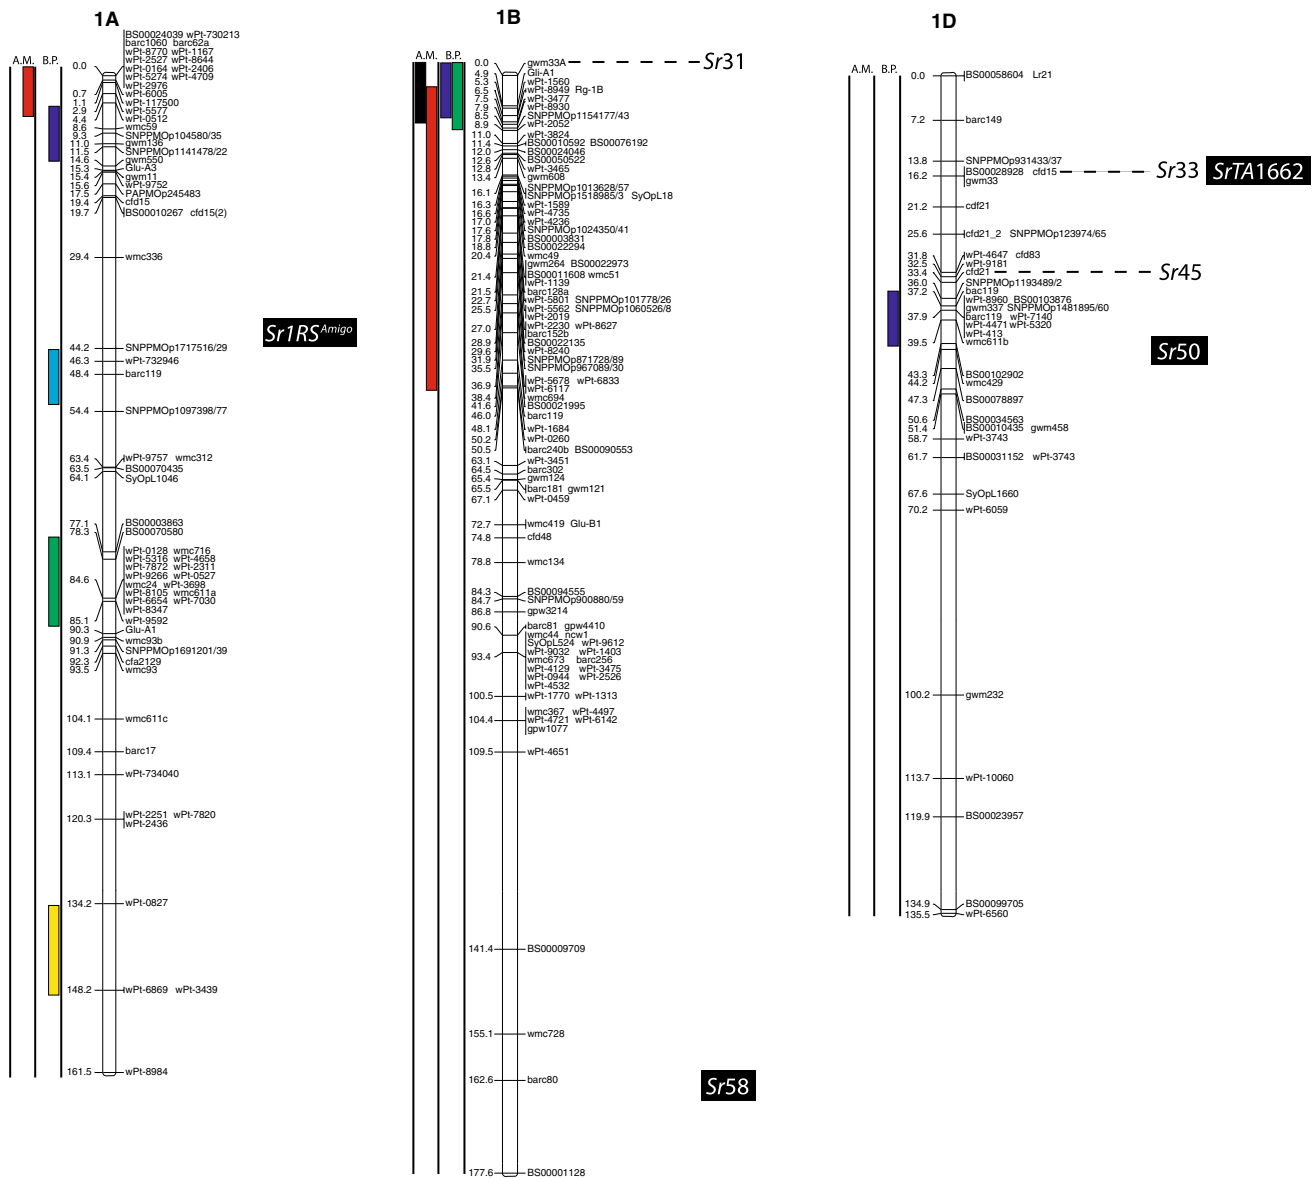 1A
A.M. B.P.
BS00024039 wPt-730213
barc1060 barc62a
wPt-8770 wPt-1167
wPt-2527 wPt-8644
0.0 wPt-0164 wPt-2406
wPt-5274 wPt-4709
wPt-2976
0.7 wPt-6005
1.1 wPt-117500
2.9 wPt-5577
4.4 wPt-0512
8.6 wmc59
9.3 SNPPMOp104580/35
11.0 gwm136
11.5 SNPPMOp1141478/22
14.6 gwm550
15.3 Glu-A3
15.4 gwm11
15.6 wPt-9752
17.5 PAPMOp245483
19.4 cfd15
19.7 BS00010267 cfd15(2)
29.4 wmc336
Sr1RS Amigo
44.2 SNPPMOp1717516/29
46.3 wPt-732946
48.4 barc119
54.4 SNPPMOp1097398/77
63.4 wPt-9757 wmc312
63.5 BS00070435
64.1 SyOpL1046
77.1 BS00003863
78.3 BS00070580
wPt-0128 wmc716
wPt-5316 wPt-4658
wPt-7872 wPt-2311
wPt-9266 wPt-0527
84.6 wmc24 wPt-3698
wPt-8105 wmc611a
wPt-6654 wPt-7030
wPt-8347
85.1 wPt-9592
90.3 Glu-A1
90.9 wmc93b
91.3 SNPPMOp1691201/39
92.3 cfa2129
93.5 wmc93
104.1 wmc611c
109.4 barc17
113.1 wPt-734040
120.3 wPt-2251 wPt-7820
wPt-2436
134.2 wPt-0827
148.2 wPt-6869 wPt-3439
161.5 wPt-8984
1B
A.M. B.P.
0.0 gwm33A Sr31
4.9 Gli-A1
5.3 wPt-1560
6.5 wPt-8949 Rg-1B
7.5 wPt-3477
7.9 wPt-8930
8.5 SNPPMOp1154177/43
8.9 wPt-2052
11.0 wPt-3824
11.4 BS00010592 BS00076192
12.0 BS00024046
12.6 BS00050522
12.8 wPt-3465
13.4 gwm608
16.1 SNPPMOp1013628/57
SNPPMOp1518985/3 SyOpL18
16.3 wPt-1589
16.6 wPt-4735
17.0 wPt-4236
17.6 SNPPMOp1024350/41
17.8 BS00003831
18.8 BS00022294
20.4 wmc49
gwm264 BS00022973
21.4 BS00011608 wmc51
wPt-1139
21.5 barc128a
22.7 wPt-5801 SNPPMOp101778/26
25.5 wPt-5562 SNPPMOp1060526/8
wPt-2019
27.0 wPt-2230 wPt-8627
barc152b
28.9 BS00022135
29.6 wPt-8240
31.9 SNPPMOp871728/89
35.5 SNPPMOp967089/30
36.9 wPt-5678 wPt-6833
wPt-6117
38.4 wmc694
41.6 BS00021995
46.0 barc119
48.1 wPt-1684
50.2 wPt-0260
50.5 barc240b BS00090553
63.1 wPt-3451
64.5 barc302
65.4 gwm124
65.5 barc181 gwm121
67.1 wPt-0459
72.7 wmc419 Glu-B1
74.8 cfd48
78.8 wmc134
84.3 BS00094555
84.7 SNPPMOp900880/59
86.8 gpw3214
90.6 barc81 gpw4410
wmc44 ncw1
SyOpL524 wPt-9612
wPt-9032 wPt-1403
93.4 wmc673 barc256
wPt-4129 wPt-3475
wPt-0944 wPt-2526
wPt-4532
100.5 wPt-1770 wPt-1313
wmc367 wPt-4497
104.4 wPt-4721 wPt-6142
gpw1077
109.5 wPt-4651
141.4 BS00009709
155.1 wmc728
162.6 barc80
Sr58
177.6 BS00001128
1D
A.M. B.P.
0.0 BS00058604 Lr21
7.2 barc149
13.8 SNPPMOp931433/37
16.2 BS00028928 cfd15 Sr33 SrTA1662
gwm33
21.2 cdf21
25.6 cfd21_2 SNPPMOp123974/65
31.8 wPt-4647 cfd83
32.5 wPt-9181
33.4 cfd21 Sr45
36.0 SNPPMOp1193489/2
37.2 bac119
wPt-8960 BS00103876
gwm337 SNPPMOp1481895/60
37.9 barc119 wPt-7140
wPt-4471 wPt-5320
wPt-413
39.5 wmc611b
Sr50
43.3 BS00102902
44.2 wmc429
47.3 BS00078897
50.6 BS00034563
51.4 BS00010435 gwm458
58.7 wPt-3743
61.7 BS00031152 wPt-3743
67.6 SyOpL1660
70.2 wPt-6059
100.2 gwm232
113.7 wPt-10060
119.9 BS00023957
134.9 BS00099705
135.5 wPt-6560